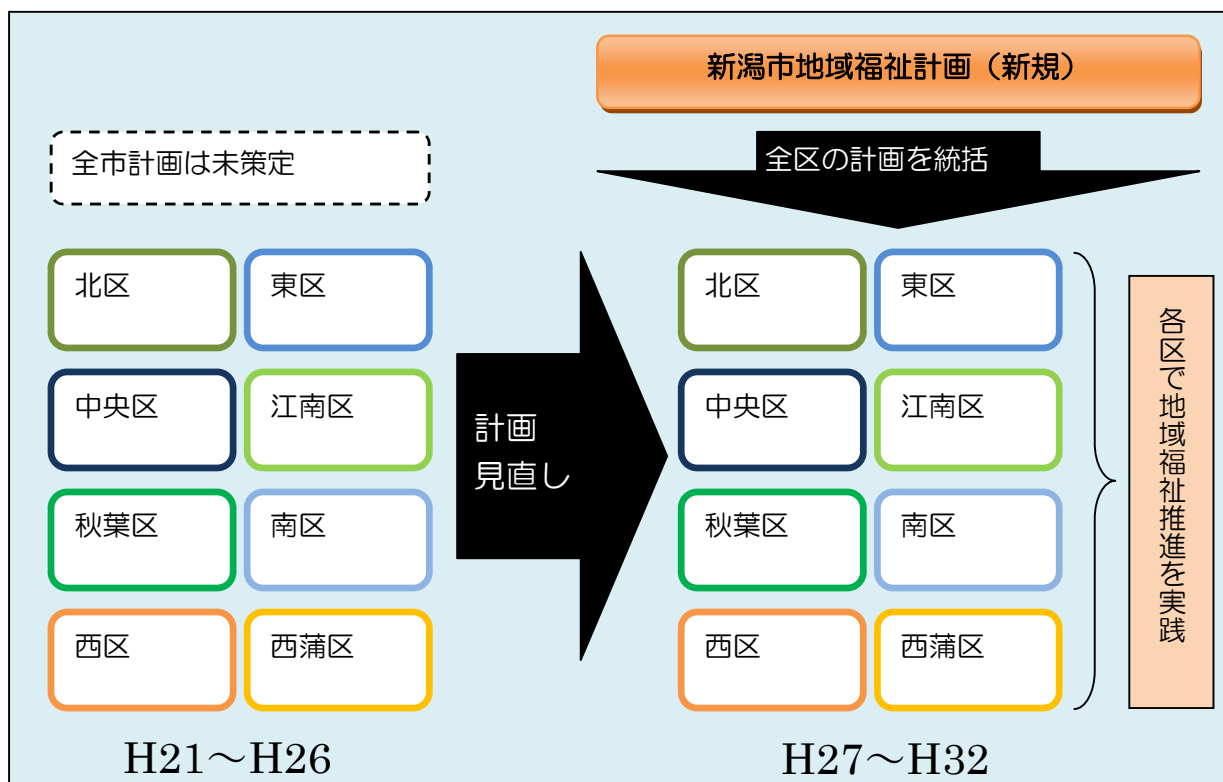 新潟市地域福祉計画（新規）
全市計画は未策定
全区の計画を統括
北区
東区
中央区
江南区
秋葉区
南区
西区
西蒲区
計画
見直し
北区
東区
中央区
江南区
秋葉区
南区
西区
西蒲区
各区で地域福祉推進を実践
H21～H26
H27～H32